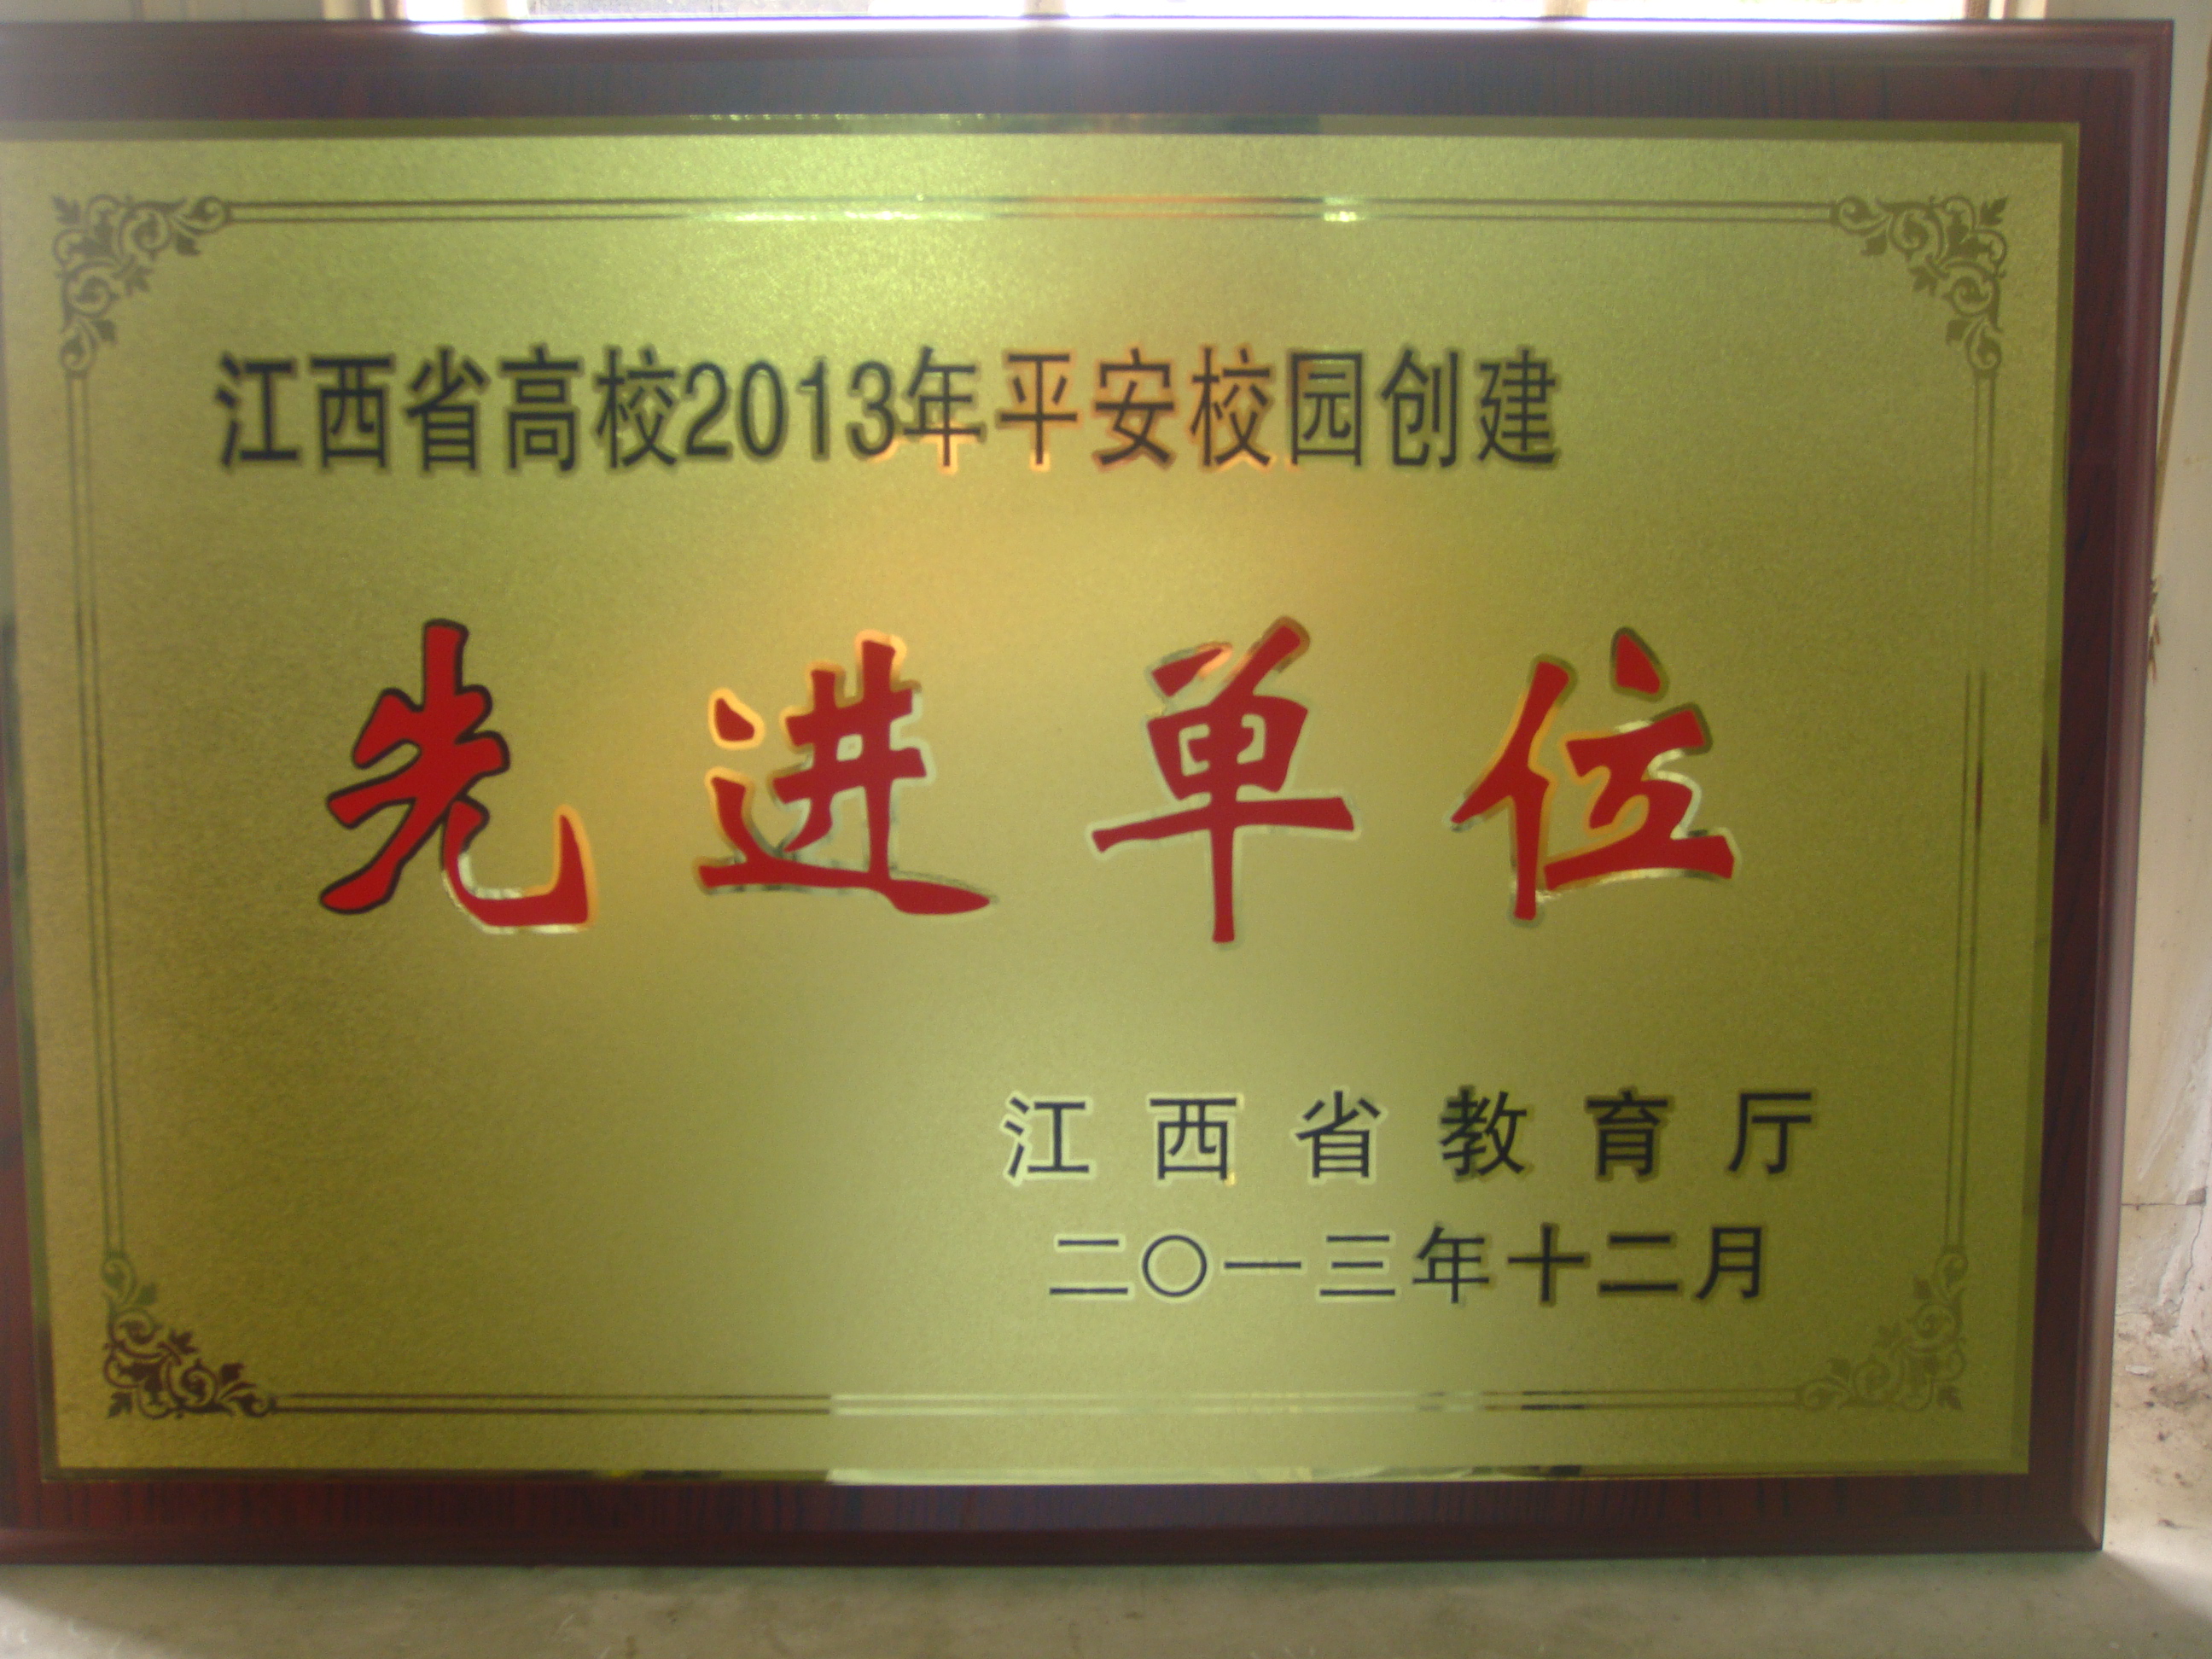 江西省高校2013年平安校园创建
先进单位
江西省教育厅
二〇一三年十二月